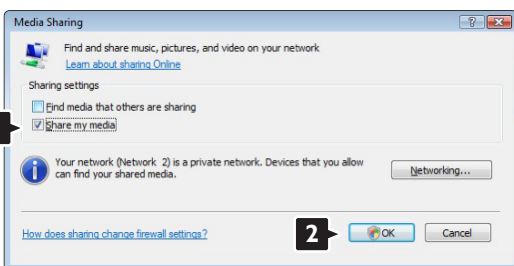 Media Sharing
Find and share music, pictures, and video on your network
Learn about sharing Online
Sharing settings
Find media that others are sharing
Share my media
Your network (Network 2) is a private network. Devices that you allow
can find your shared media.
Networking...
How does sharing change firewall settings?
2
OK
Cancel